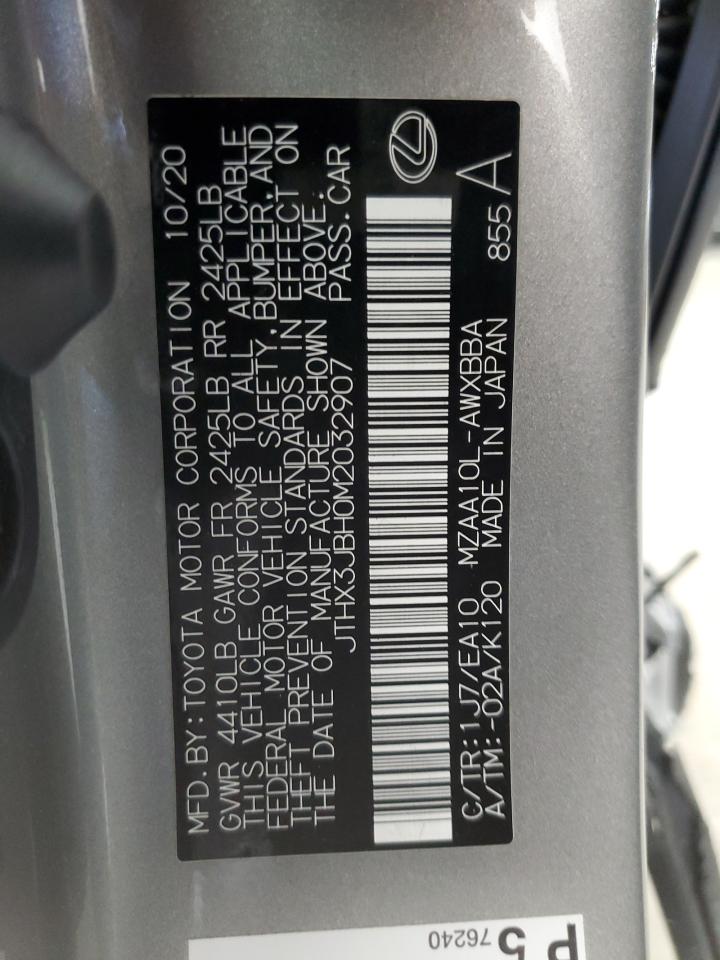 MFD.BY:TOYOTA MOTOR CORPORATION 10/20
GVWR 4410LB GAWR FR 2425LB RR 2425LB
THIS VEHICLE CONFORMS TO ALL APPLICABLE
FEDERAL MOTOR VEHICLE SAFETY,BUMPER,AND
THEFT PREVENTION STANDARDS IN EFFECT ON
THE DATE OF MANUFACTURE SHOWN ABOVE.
JTHX3JBH0M2032907 PASS.CAR
C/TR:1J7/EA10 MZAA10L-AWXBBA
A/TM:-02A/K120 MADE IN JAPAN 855 A
76240
P5